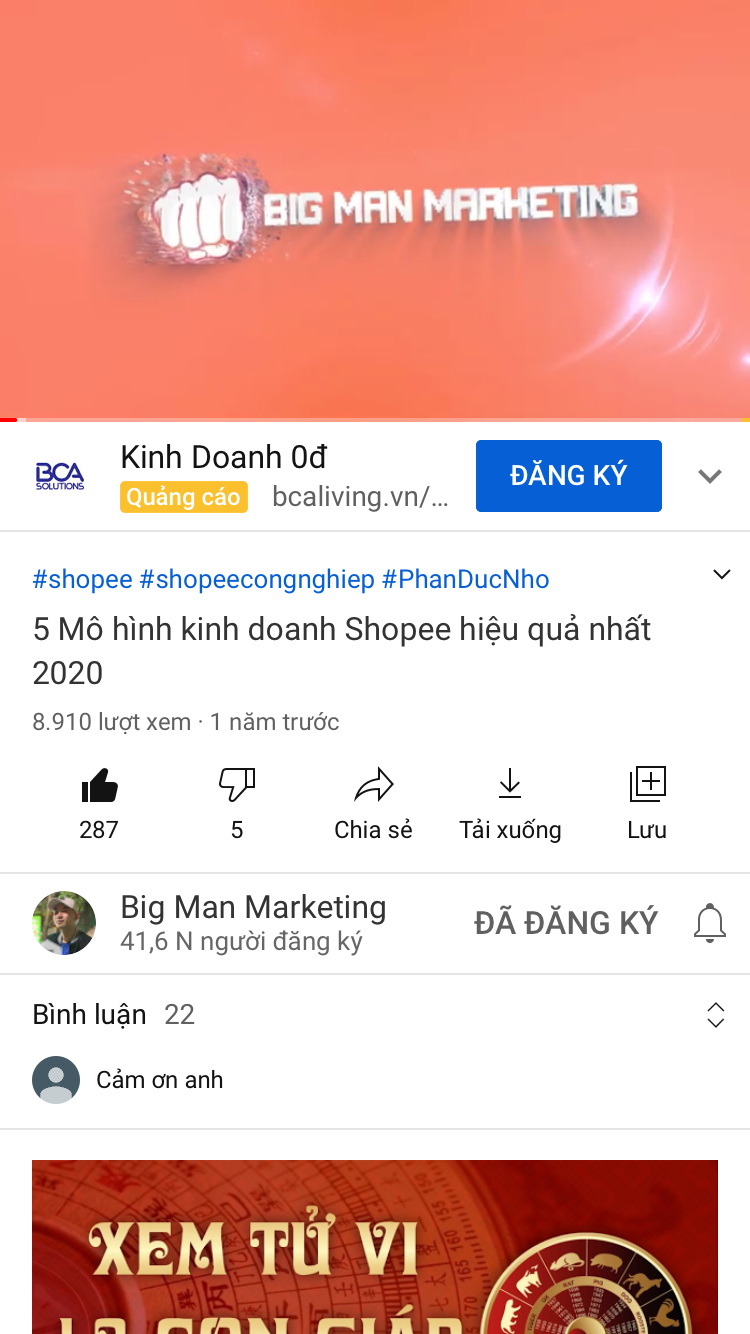 BIG MAN MARKETING
BCA
SOLUTIONS
Kinh Doanh 0đ
ĐĂNG KÝ
Quảng cáo bcaliving.vn/...
#shopee #shopeecongnghiep #PhanDucNho
5 Mô hình kinh doanh Shopee hiệu quả nhất
2020
8.910 lượt xem · 1 năm trước
287
5
Chia sẻ
Tải xuống
Lưu
Big Man Marketing
41,6 N người đăng ký
ĐÃ ĐĂNG KÝ
Bình luận 22
Cảm ơn anh
XEM TỬ VI
12 CON GIÁP